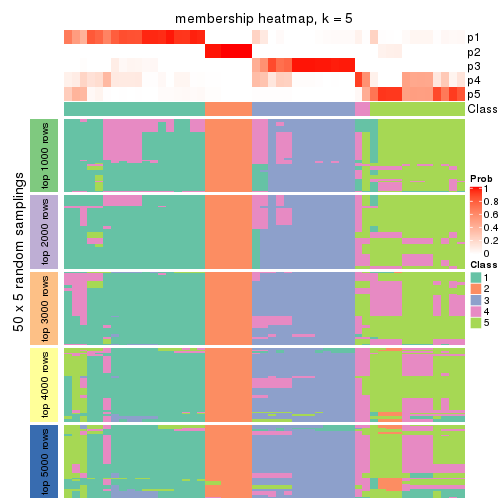 membership heatmap, k = 5
p1
p2
p3
p4
p5
Class
50 x 5 random samplings
top 1000 rows
top 2000 rows
top 3000 rows
top 4000 rows
top 5000 rows
Prob
1
0.8
0.6
0.4
0.2
0
Class
1
2
3
4
5